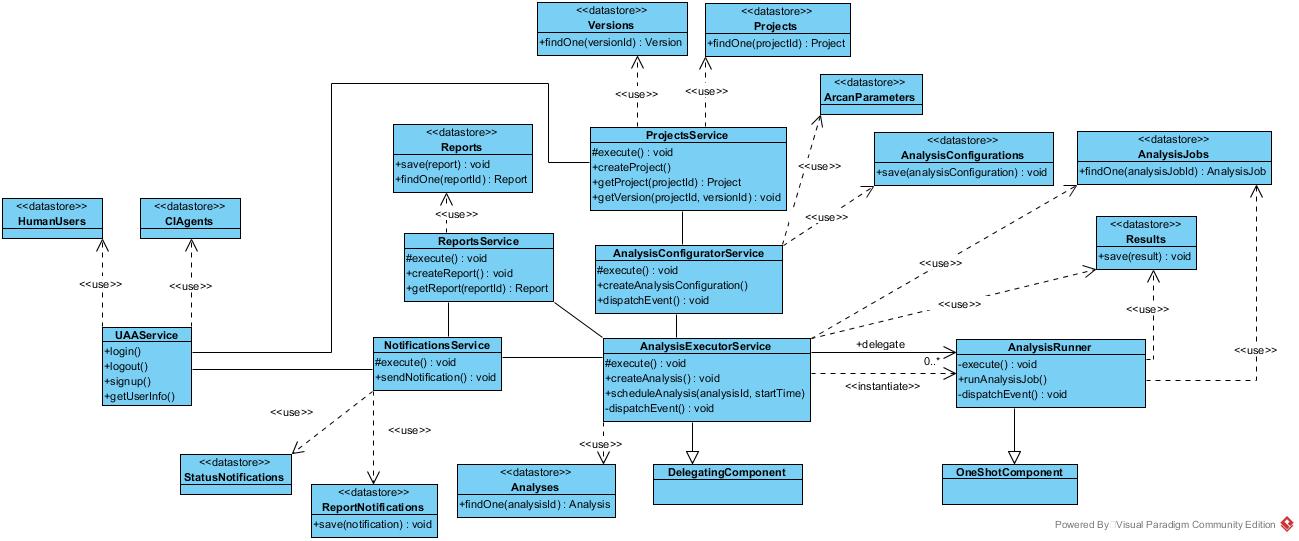 <<datastore>>
Versions
+findOne(versionId) : Version
<<datastore>>
Projects
+findOne(projectId) : Project
<<use>>
<<use>>
<<datastore>>
ArcanParameters
<<datastore>>
Reports
+save(report) : void
+findOne(reportId) : Report
ProjectsService
#execute() : void
+createProject()
+getProject(projectId) : Project
+getVersion(projectId, versionId) : void
<<use>>
<<datastore>>
AnalysisConfigurations
+save(analysisConfiguration) : void
<<datastore>>
AnalysisJobs
+findOne(analysisJobId) : AnalysisJob
<<datastore>>
HumanUsers
<<datastore>>
CIAgents
<<use>>
<<use>>
<<datastore>>
Results
+save(result) : void
ReportsService
#execute() : void
+createReport() : void
+getReport(reportId) : Report
AnalysisConfiguratorService
#execute() : void
+createAnalysisConfiguration()
+dispatchEvent() : void
<<use>>
<<use>>
<<use>>
<<use>>
<<use>>
<<use>>
UAAService
+login()
+logout()
+signup()
+getUserInfo()
NotificationsService
#execute() : void
+sendNotification() : void
AnalysisExecutorService
#execute() : void
+createAnalysis() : void
+scheduleAnalysis(analysisId, startTime)
-dispatchEvent() : void
+delegate
0..*
<<instantiate>>
AnalysisRunner
-execute() : void
+runAnalysisJob()
-dispatchEvent() : void
<<use>>
<<use>>
<<use>>
<<use>>
<<datastore>>
StatusNotifications
<<datastore>>
ReportNotifications
+save(notification) : void
<<datastore>>
Analyses
+findOne(analysisId) : Analysis
DelegatingComponent
OneShotComponent
Powered By Visual Paradigm Community Edition